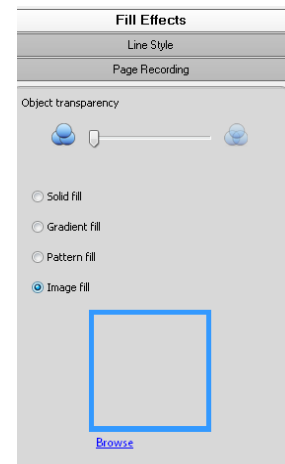 Fill Effects
Line Style
Page Recording
Object transparency
Solid fill
Gradient fill
Pattern fill
Image fill
Browse